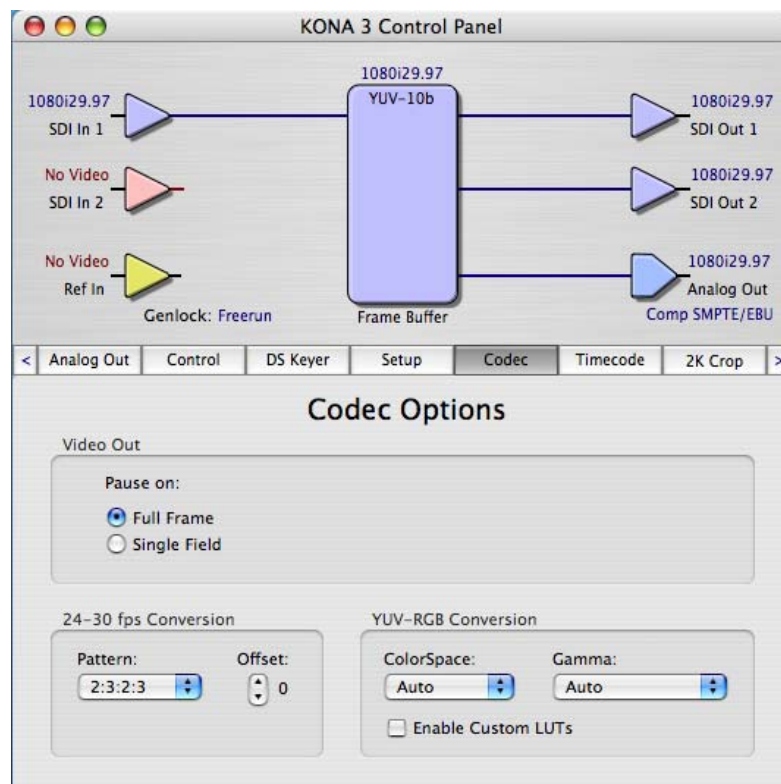 KONA 3 Control Panel
1080i29.97
YUV-10b
1080i29.97
SDI In 1
1080i29.97
SDI Out 1
No Video
SDI In 2
1080i29.97
SDI Out 2
No Video
Ref In
1080i29.97
Analog Out
Genlock: Freerun
Frame Buffer
Comp SMPTE/EBU
< Analog Out Control DS Keyer Setup Codec Timecode 2K Crop >
Codec Options
Video Out
Pause on:
Full Frame
Single Field
24-30 fps Conversion
Pattern: Offset:
2:3:2:3 0
YUV-RGB Conversion
ColorSpace: Gamma:
Auto Auto
Enable Custom LUTs